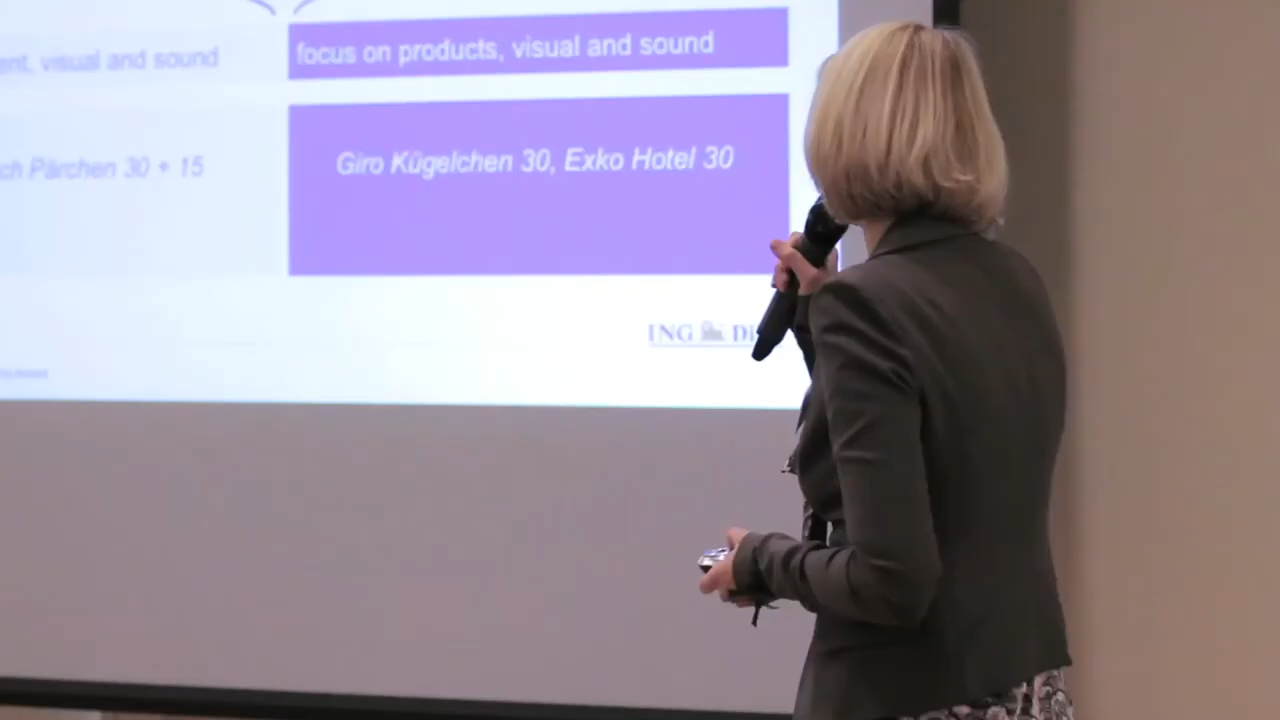 ent, visual and sound
focus on products, visual and sound
ch Pärchen 30 + 15
Giro Kügelchen 30, Exko Hotel 30
ING DI